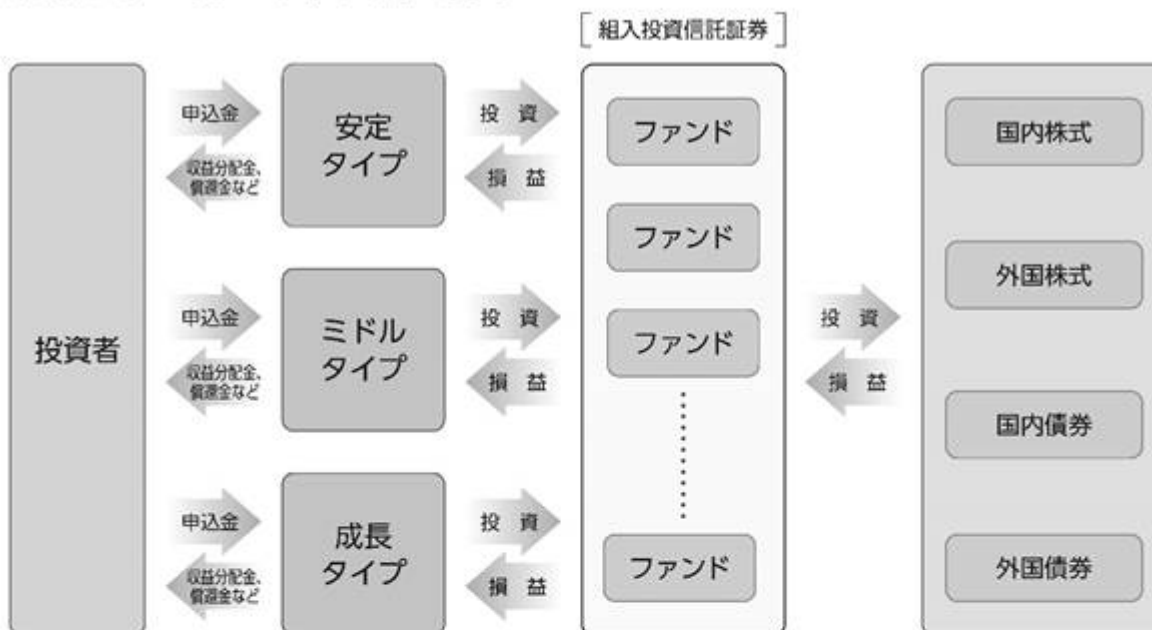 組入投資信託証券
投資者
申込金
収益分配金、
償還金など
安定
タイプ
投 資
損 益
申込金
収益分配金、
償還金など
ミドル
タイプ
投 資
損 益
申込金
収益分配金、
償還金など
成長
タイプ
投 資
損 益
ファンド
ファンド
ファンド
ファンド
投 資
損 益
国内株式
外国株式
国内債券
外国債券